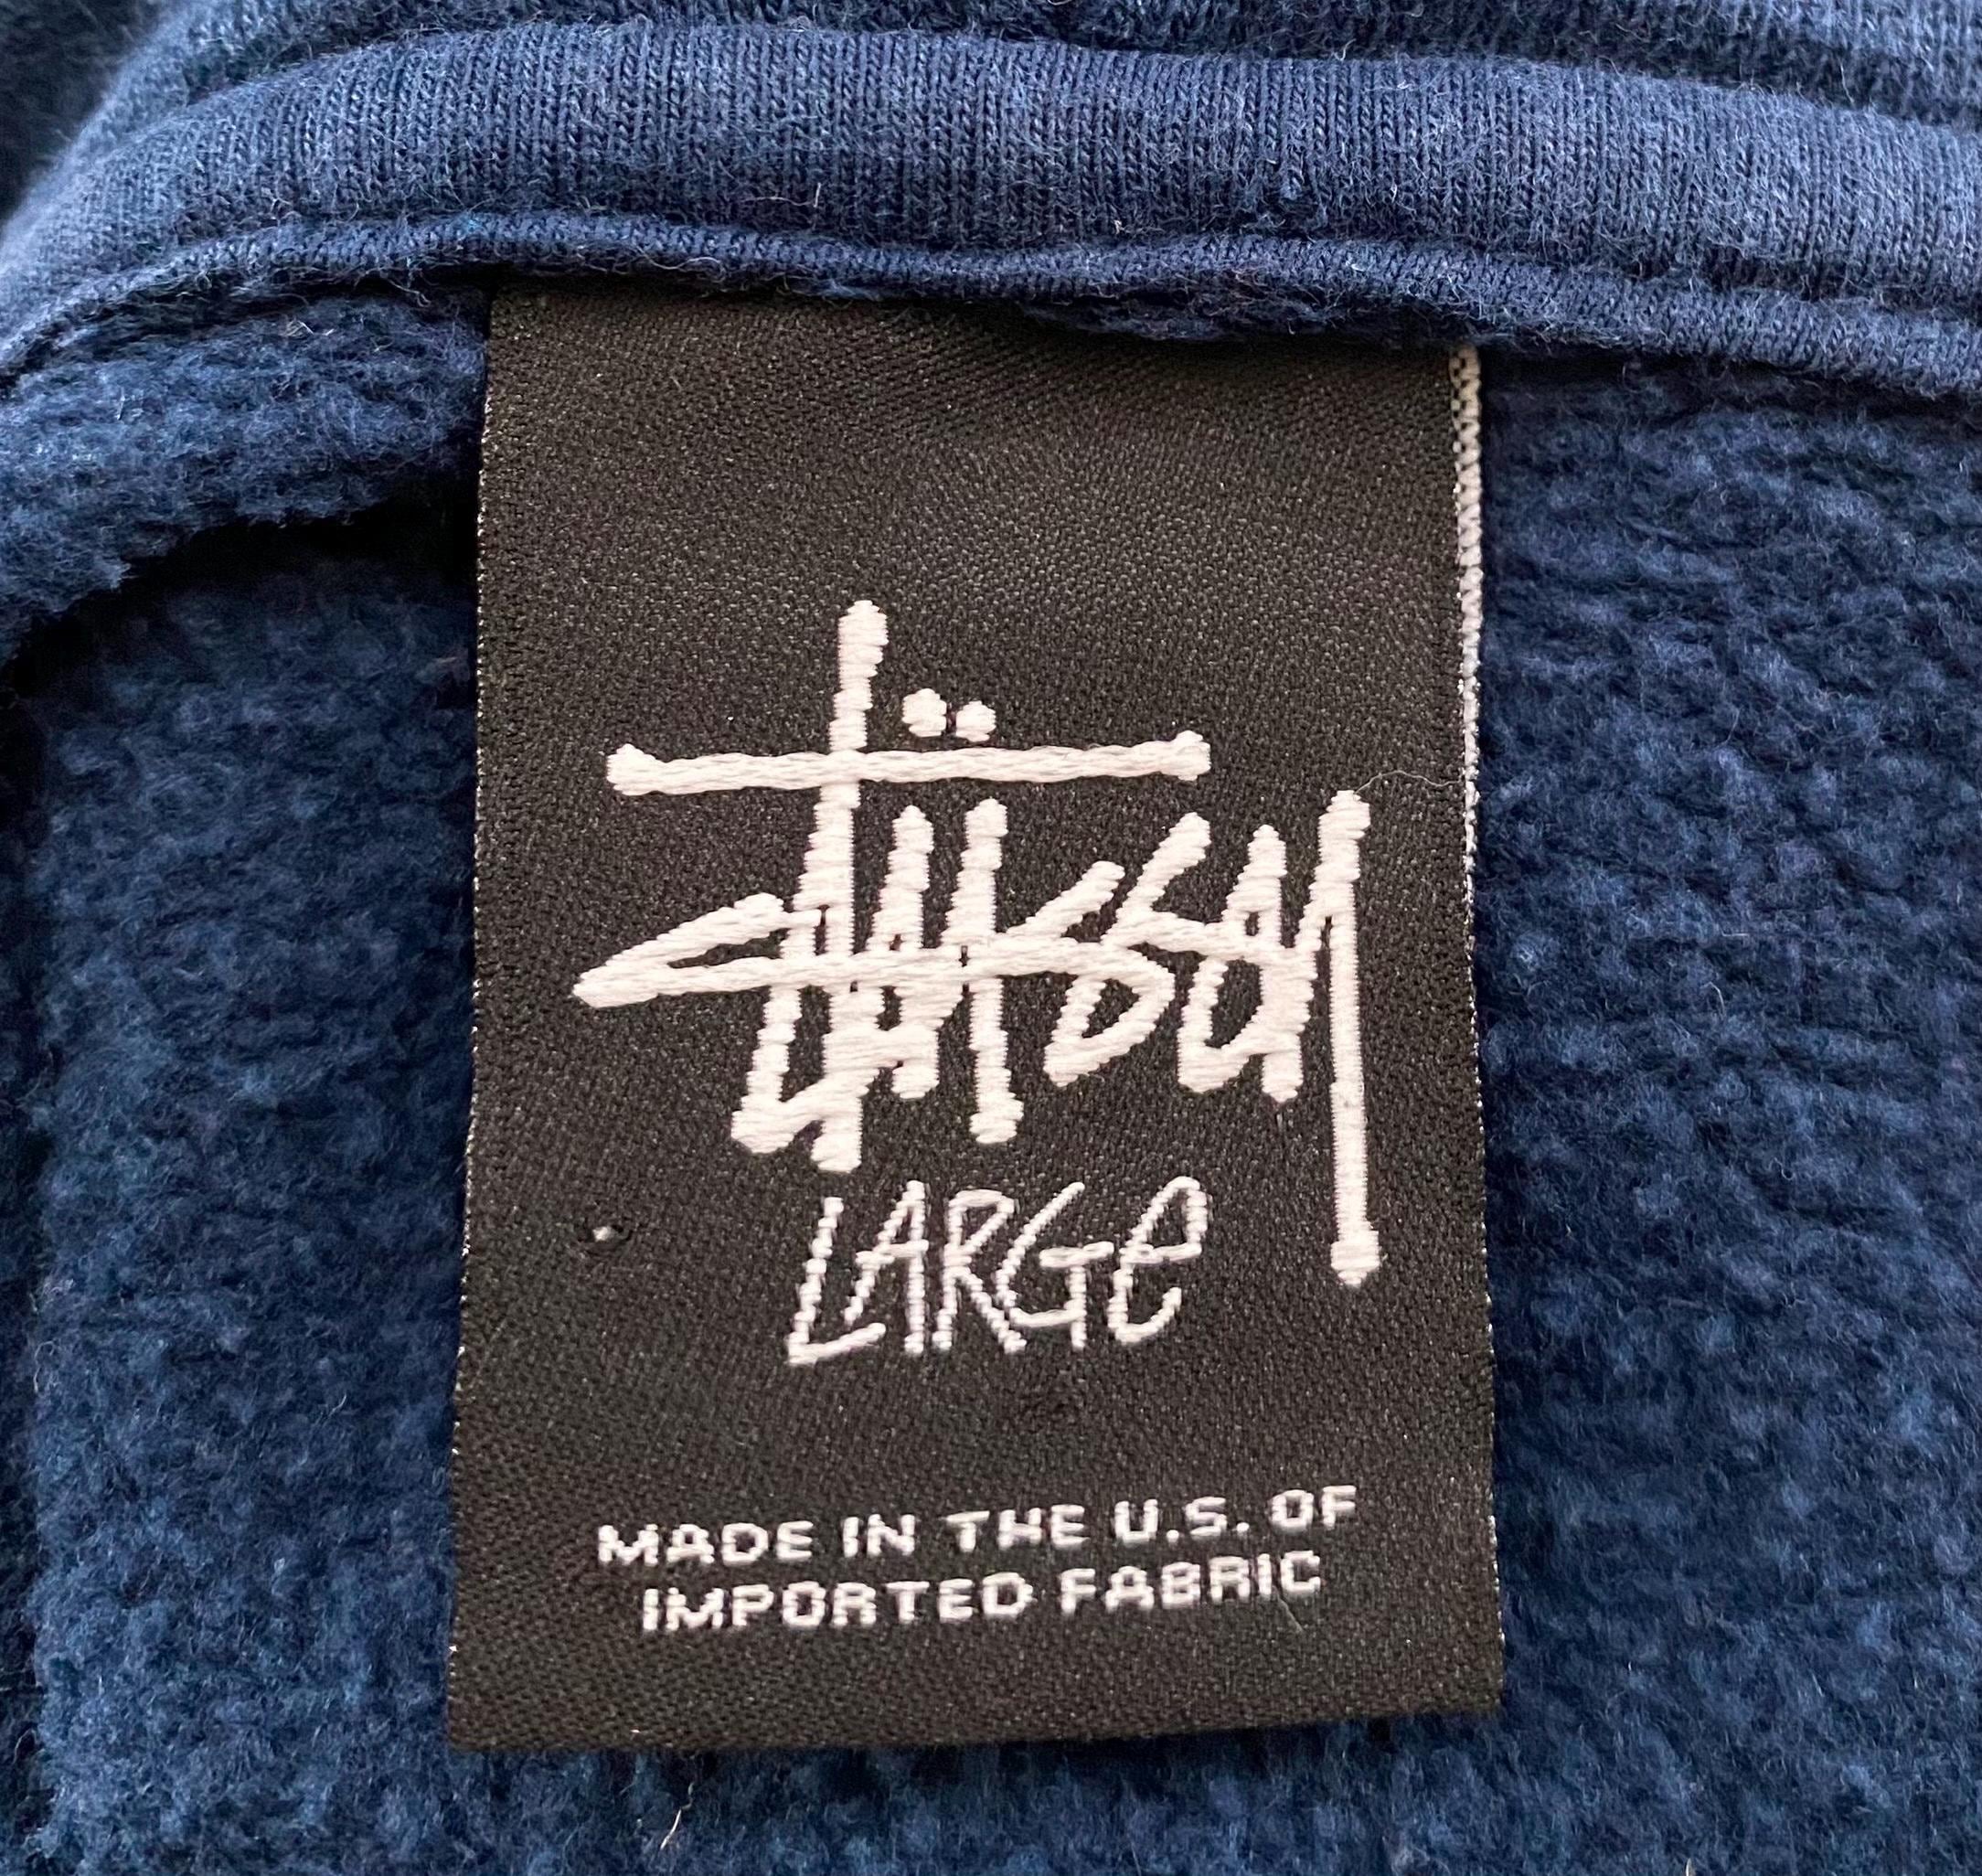 Stüssy
LARGE
MADE IN THE U.S. OF
IMPORTED FABRIC